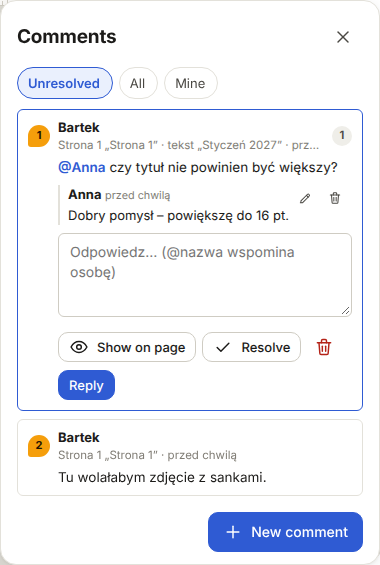 Comments
Unresolved
All
Mine
1
Bartek
1
Strona 1 „Strona 1” · tekst „Styczeń 2027” · prz...
@Anna czy tytuł nie powinien być większy?
Anna przed chwilą
Dobry pomysł – powiększę do 16 pt.
Odpowiedz... (@nazwa wspomina
osobę)
Show on page
Resolve
Reply
2
Bartek
Strona 1 „Strona 1” · przed chwilą
Tu wolałabym zdjęcie z sankami.
New comment